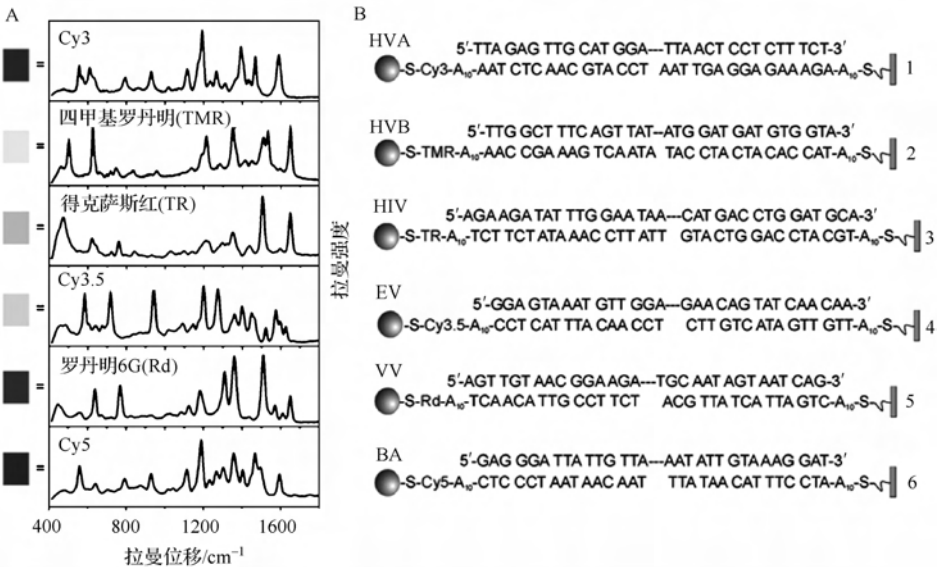 A
Cy3
四甲基罗丹明(TMR)
得克萨斯红(TR)
Cy3.5
罗丹明6G(Rd)
Cy5
400 800 1200 1600
拉曼位移/cm⁻¹
拉曼强度
B
HVA
5′-TTA GAG TTG CAT GGA---TTA ACT CCT CTT TCT-3′
-S-Cy3-A₁₀-AAT CTC AAC GTA CCT AAT TGA GGA GAA AGA-A₁₀-S 1
HVB
5′-TTG GCT TTC AGT TAT--ATG GAT GAT GTG GTA-3′
-S-TMR-A₁₀-AAC CGA AAG TCA ATA TAC CTA CTA CAC CAT-A₁₀-S 2
HIV
5′-AGA AGA TAT TTG GAA TAA---CAT GAC CTG GAT GCA-3′
-S-TR-A₁₀-TCT TCT ATA AAC CTT ATT GTA CTG GAC CTA CGT-A₁₀-S 3
EV
5′-GGA GTA AAT GTT GGA---GAA CAG TAT CAA CAA-3′
-S-Cy3.5-A₁₀-CCT CAT TTA CAA CCT CTT GTC ATA GTT GTT-A₁₀-S 4
VV
5′-AGT TGT AAC GGA AGA---TGC AAT AGT AAT CAG-3′
-S-Rd-A₁₀-TCA ACA TTG CCT TCT ACG TTA TCA TTA GTC-A₁₀-S 5
BA
5′-GAG GGA TTA TTG TTA---AAT ATT GTA AAG GAT-3′
-S-Cy5-A₁₀-CTC CCT AAT AAC AAT TTA TAA CAT TTC CTA-A₁₀-S 6